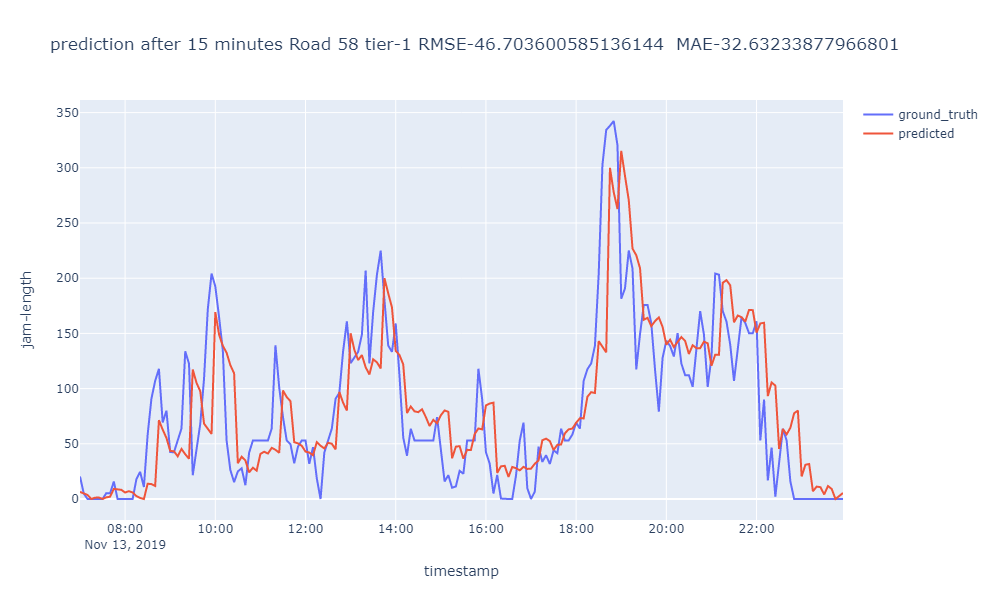 prediction after 15 minutes Road 58 tier-1 RMSE-46.703600585136144  MAE-32.63233877966801
ground_truth
predicted
350
300
250
200
150
100
50
0
jam-length
08:00 10:00 12:00 14:00 16:00 18:00 20:00 22:00
Nov 13, 2019
timestamp